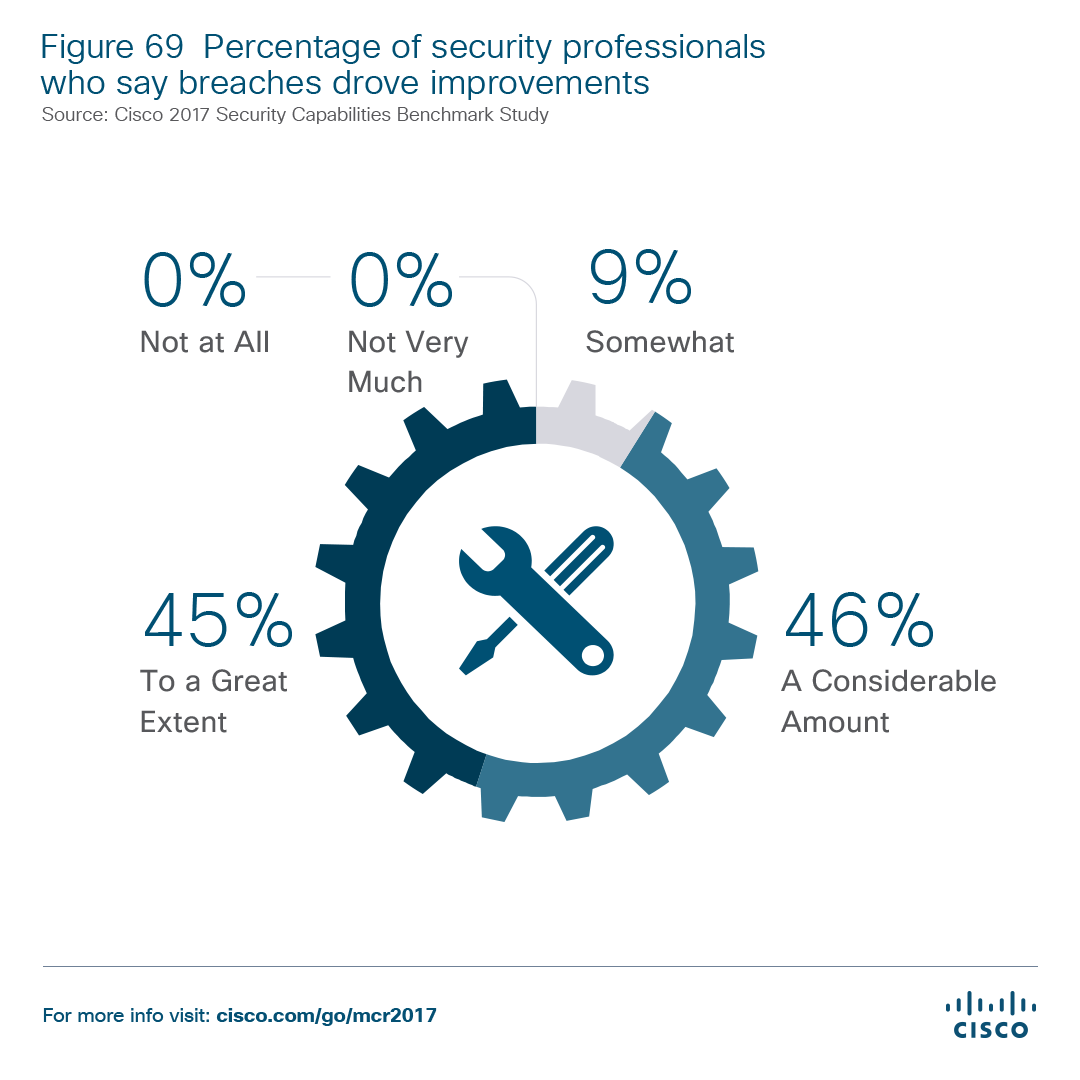 Figure 69  Percentage of security professionals
who say breaches drove improvements
Source: Cisco 2017 Security Capabilities Benchmark Study
0%
Not at All
0%
Not Very
Much
9%
Somewhat
45%
To a Great
Extent
46%
A Considerable
Amount
For more info visit: cisco.com/go/mcr2017
CISCO